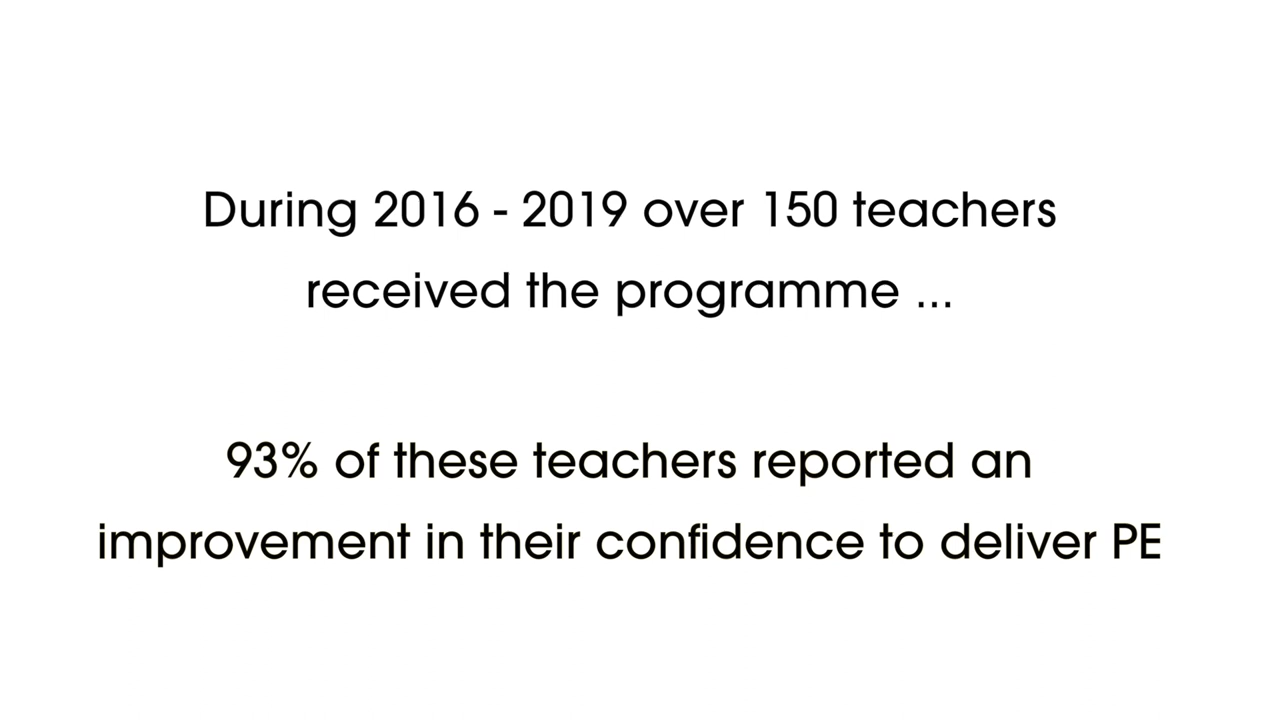 During 2016 - 2019 over 150 teachers
received the programme ...
93% of these teachers reported an
improvement in their confidence to deliver PE